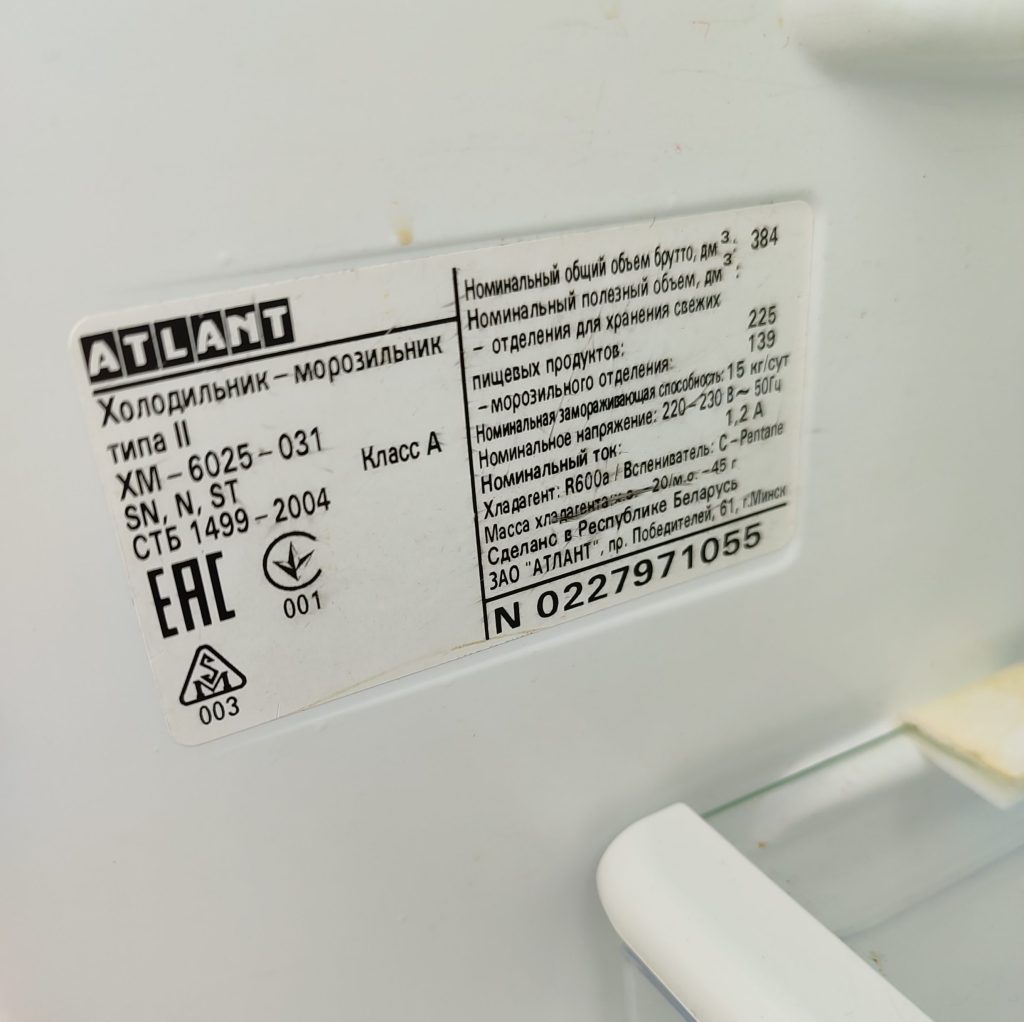 ATLANT
Холодильник – морозильник
типа II
ХМ – 6025 – 031
Класс А
SN, N, ST
СТБ 1499 – 2004
EAC
001
003
Номинальный общий объем брутто, дм³: 384
Номинальный полезный объем, дм³:
– отделения для хранения свежих
пищевых продуктов: 225
– морозильного отделения: 139
Номинальная замораживающая способность: 15 кг/сут
Номинальное напряжение: 220–230 В ~ 50Гц
Номинальный ток: 1,2 А
Хладагент: R600a / Вспениватель: C–Pentane
Масса хладагента: –20/м.о. –45 г
Сделано в Республике Беларусь
ЗАО "АТЛАНТ", пр. Победителей, 61, г.Минск
N 0227971055